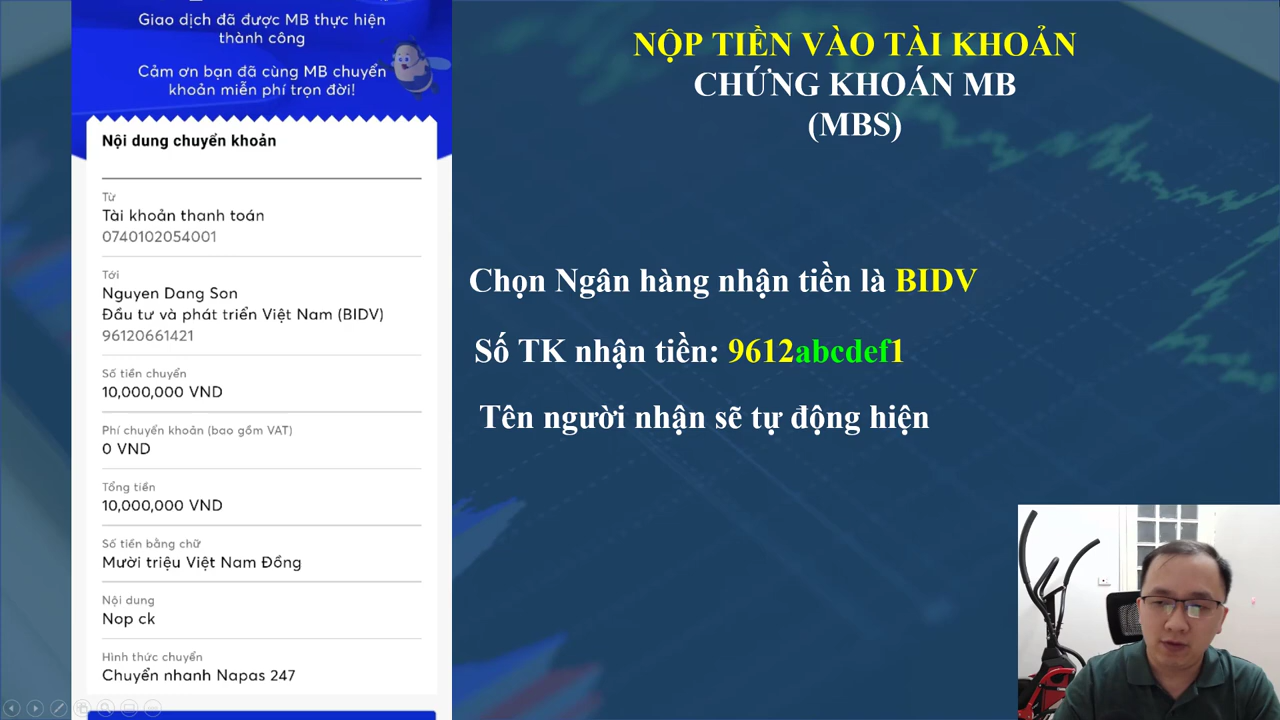 Giao dịch đã được MB thực hiện
thành công
Cảm ơn bạn đã cùng MB chuyển
khoản miễn phí trọn đời!
Nội dung chuyển khoản
Từ
Tài khoản thanh toán
0740102054001
Tới
Nguyen Dang Son
Đầu tư và phát triển Việt Nam (BIDV)
96120661421
Số tiền chuyển
10,000,000 VND
Phí chuyển khoản (bao gồm VAT)
0 VND
Tổng tiền
10,000,000 VND
Số tiền bằng chữ
Mười triệu Việt Nam Đồng
Nội dung
Nop ck
Hình thức chuyển
Chuyển nhanh Napas 247
NỘP TIỀN VÀO TÀI KHOẢN
CHỨNG KHOÁN MB
(MBS)
Chọn Ngân hàng nhận tiền là BIDV
Số TK nhận tiền: 9612abcdef1
Tên người nhận sẽ tự động hiện